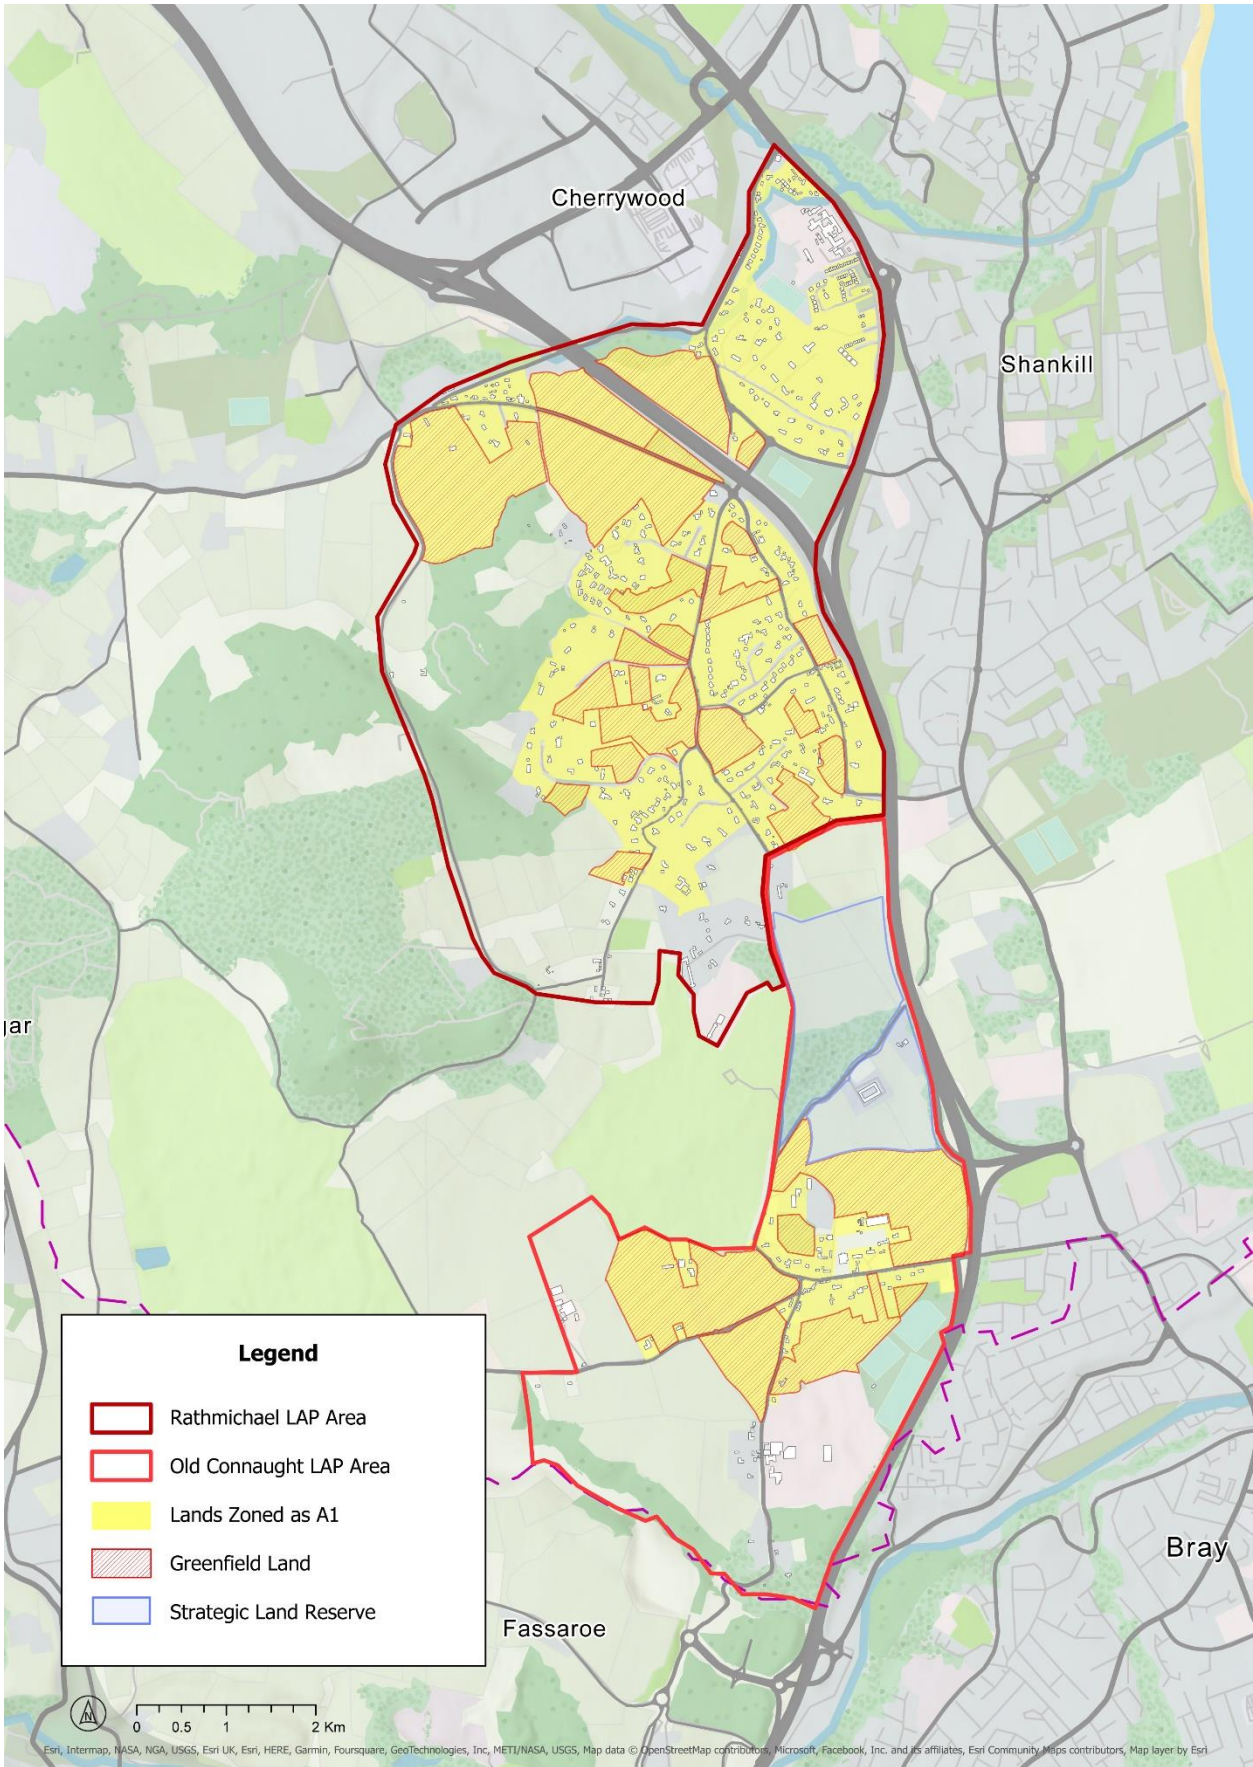 Cherrywood
Shankill
gar
Legend
Rathmichael LAP Area
Old Connaught LAP Area
Lands Zoned as A1
Greenfield Land
Strategic Land Reserve
Bray
Fassaroe
N
0 0.5 1 2 Km
Esri, Intermap, NASA, NGA, USGS, Esri UK, Esri, HERE, Garmin, Foursquare, GeoTechnologies, Inc, METI/NASA, USGS, Map data © OpenStreetMap contributors, Microsoft, Facebook, Inc. and its affiliates, Esri Community Maps contributors, Map layer by Esri